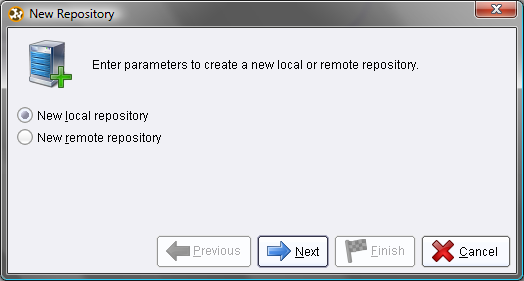 New Repository
Enter parameters to create a new local or remote repository.
New local repository
New remote repository
Previous Next Finish Cancel